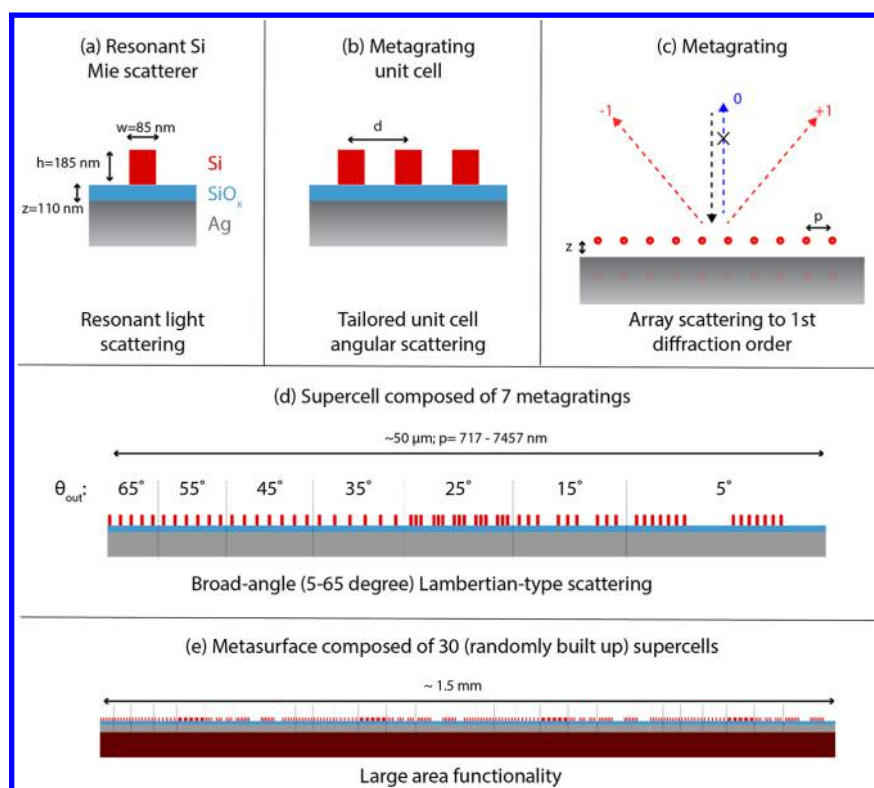 (a) Resonant Si
Mie scatterer
w=85 nm
h=185 nm
z=110 nm
Si
SiOx
Ag
Resonant light
scattering
(b) Metagrating
unit cell
d
Tailored unit cell
angular scattering
(c) Metagrating
-1
0
+1
p
z
Array scattering to 1st
diffraction order
(d) Supercell composed of 7 metagratings
~50 µm; p= 717 - 7457 nm
θout: 65° 55° 45° 35° 25° 15° 5°
Broad-angle (5-65 degree) Lambertian-type scattering
(e) Metasurface composed of 30 (randomly built up) supercells
~ 1.5 mm
Large area functionality